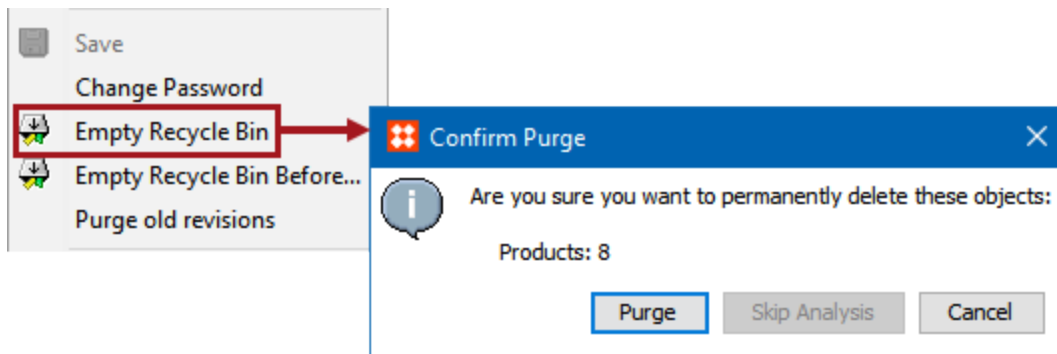 Save
Change Password
Empty Recycle Bin
Empty Recycle Bin Before...
Purge old revisions
Confirm Purge
Are you sure you want to permanently delete these objects:
Products: 8
Purge
Skip Analysis
Cancel